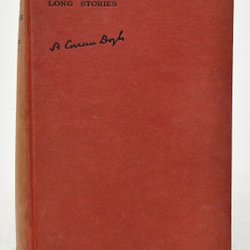 LONG STORIES
A Conan Doyle